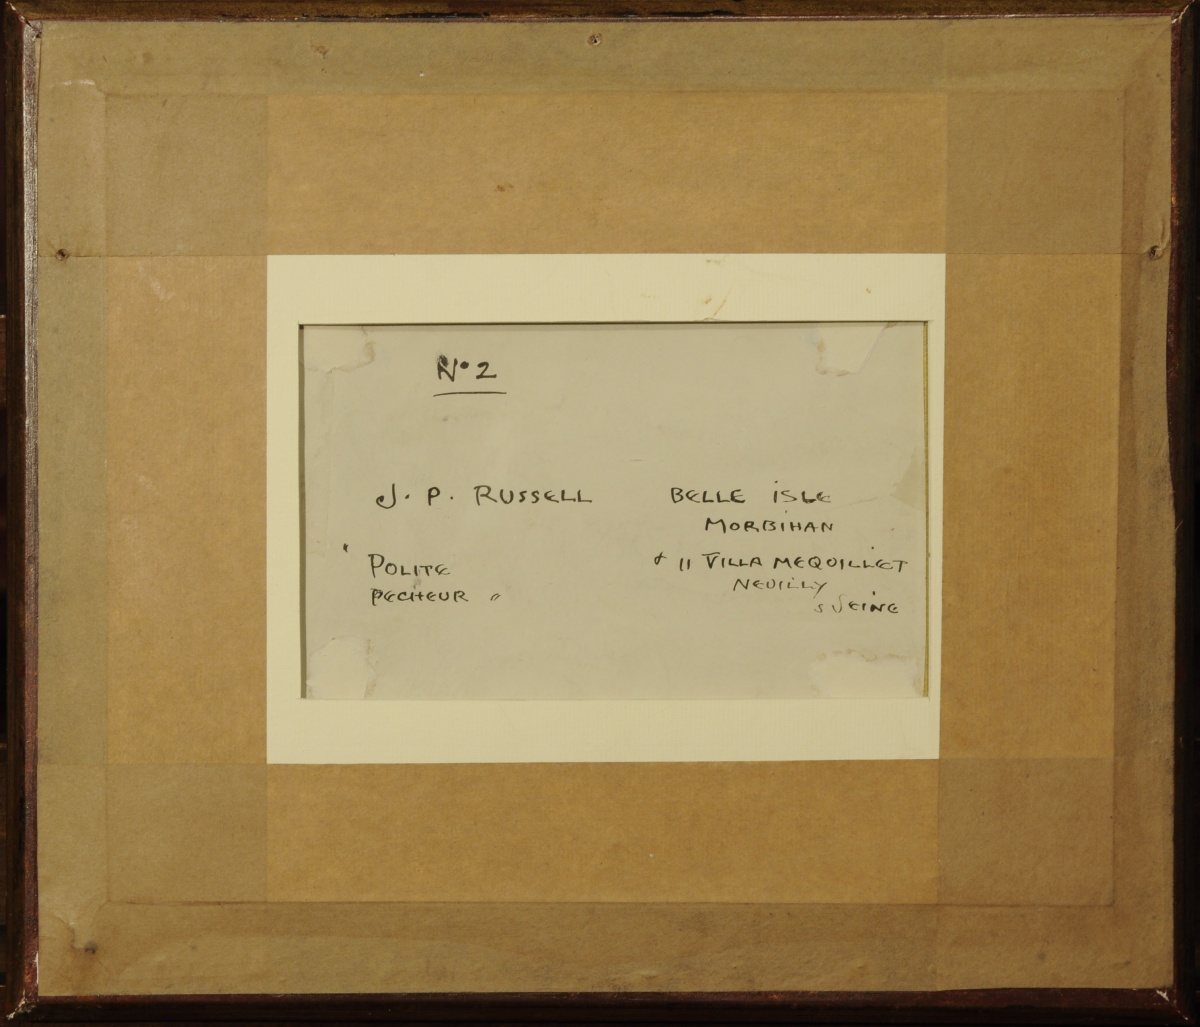 N° 2
J. P. RUSSELL
" POLITE
PECHEUR "
BELLE ISLE
MORBIHAN
+ 11 VILLA MEQUILLET
NEUILLY
s SEINE